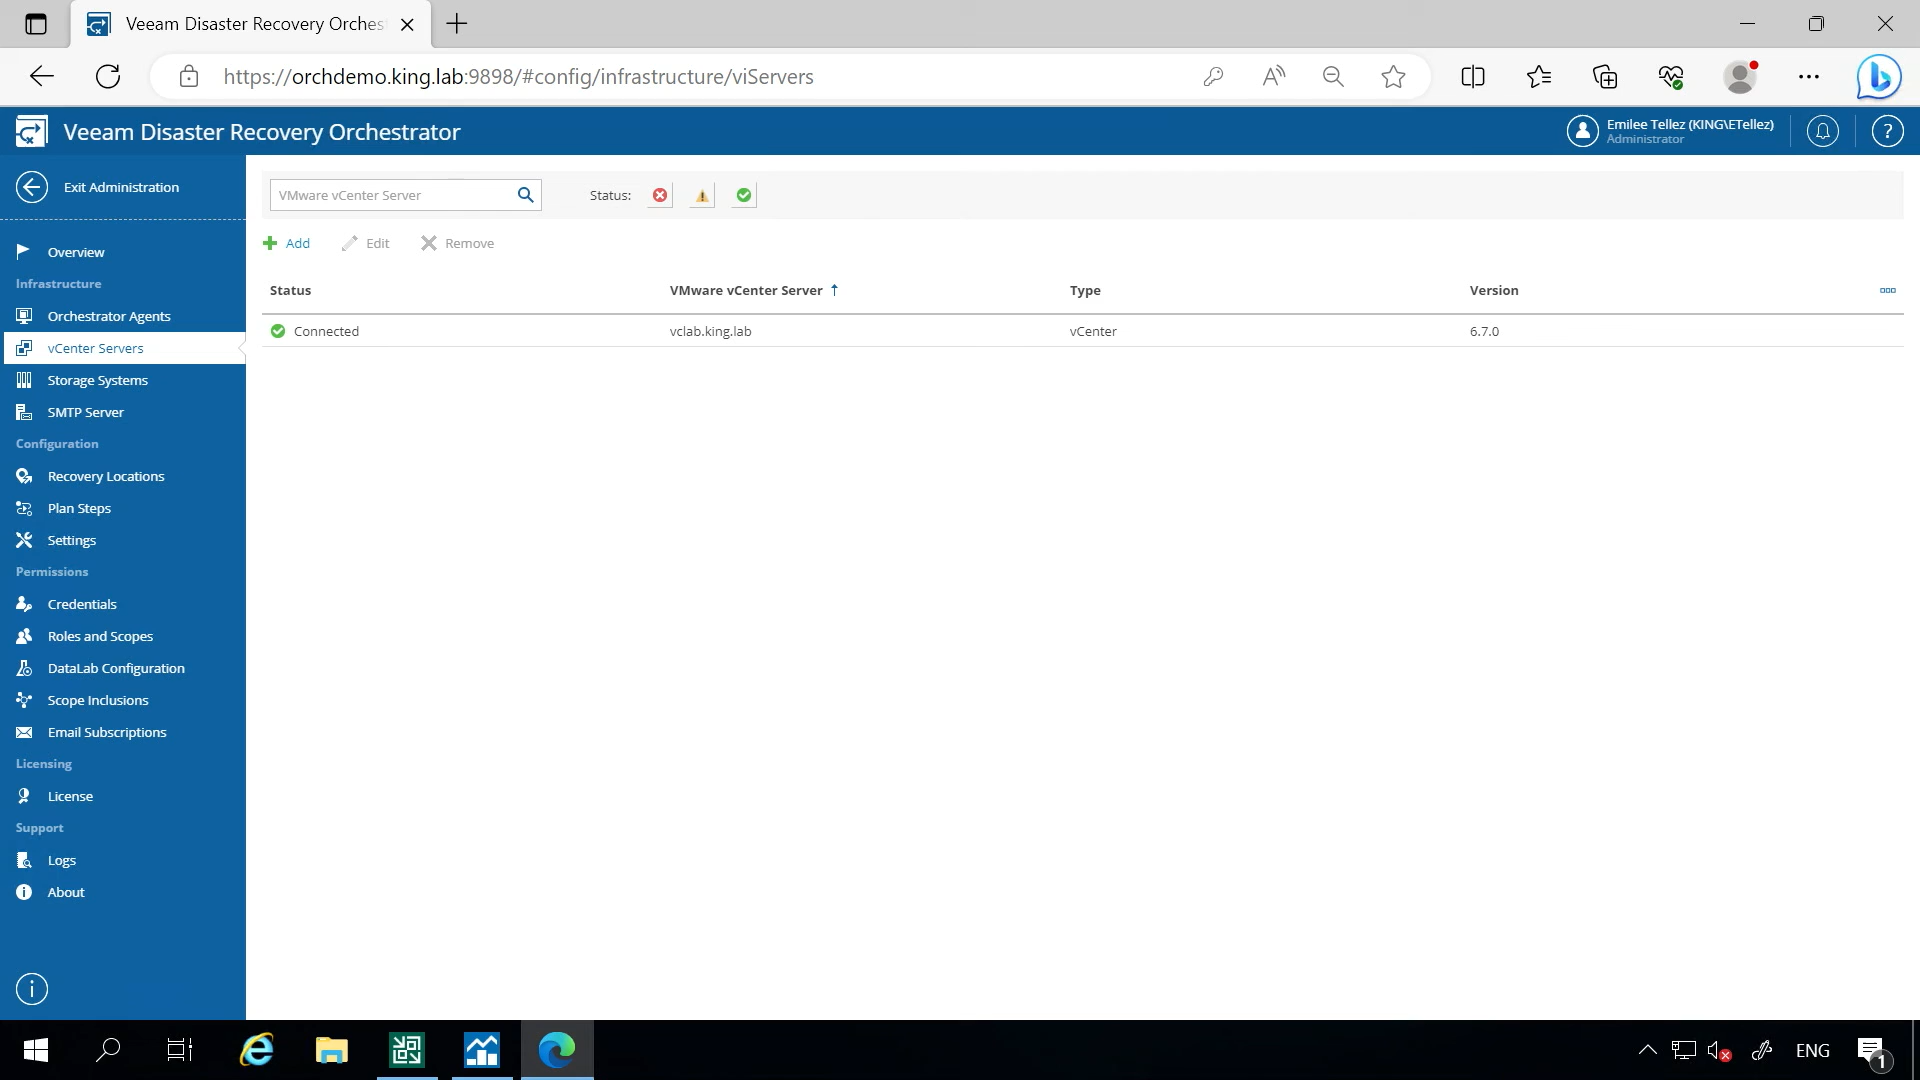 Veeam Disaster Recovery Orches
https://orchdemo.king.lab:9898/#config/infrastructure/viServers
Veeam Disaster Recovery Orchestrator
Emilee Tellez (KING\ETellez)
Administrator
Exit Administration
VMware vCenter Server
Status:
Add
Edit
Remove
Overview
Infrastructure
Orchestrator Agents
vCenter Servers
Storage Systems
SMTP Server
Configuration
Recovery Locations
Plan Steps
Settings
Permissions
Credentials
Roles and Scopes
DataLab Configuration
Scope Inclusions
Email Subscriptions
Licensing
License
Support
Logs
About
Status VMware vCenter Server Type Version
Connected vclab.king.lab vCenter 6.7.0
ENG
1